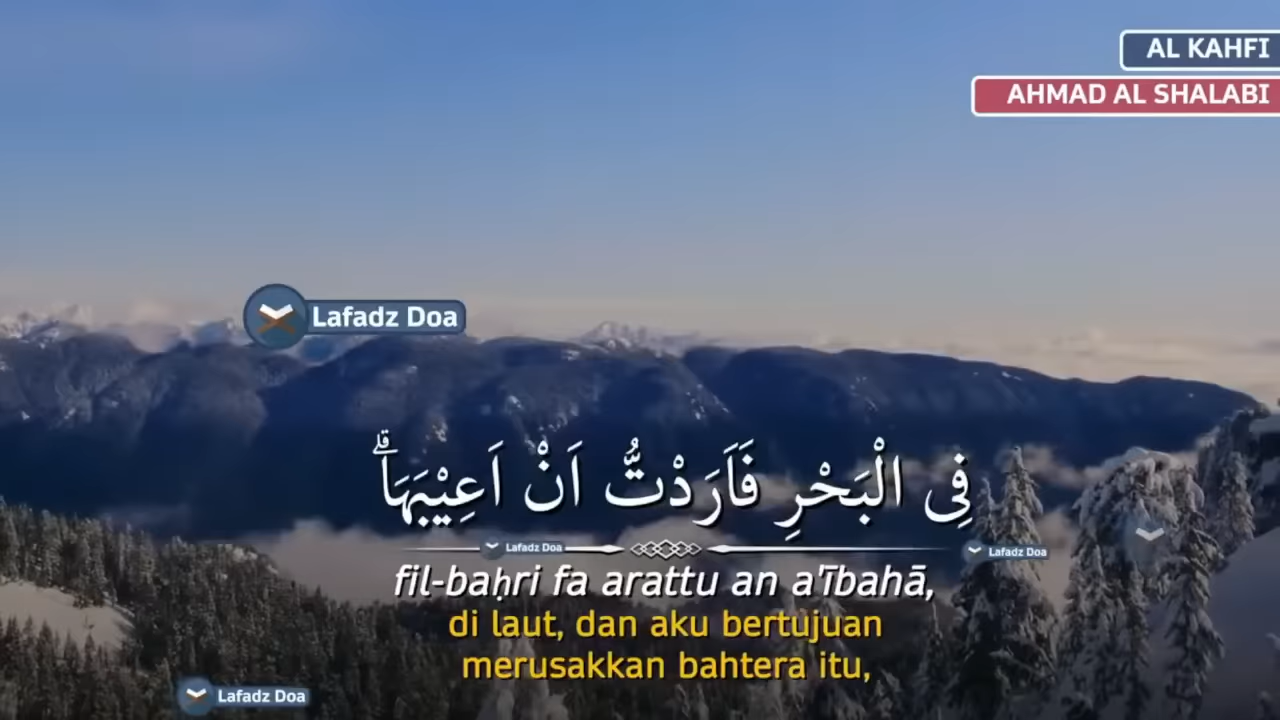 AL KAHFI
AHMAD AL SHALABI
Lafadz Doa
فِى الْبَحْرِ فَاَرَدْتُّ اَنْ اَعِيْبَهَاۗ
Lafadz Doa
Lafadz Doa
fil-baḥri fa arattu an a'ībahā,
di laut, dan aku bertujuan
merusakkan bahtera itu,
Lafadz Doa